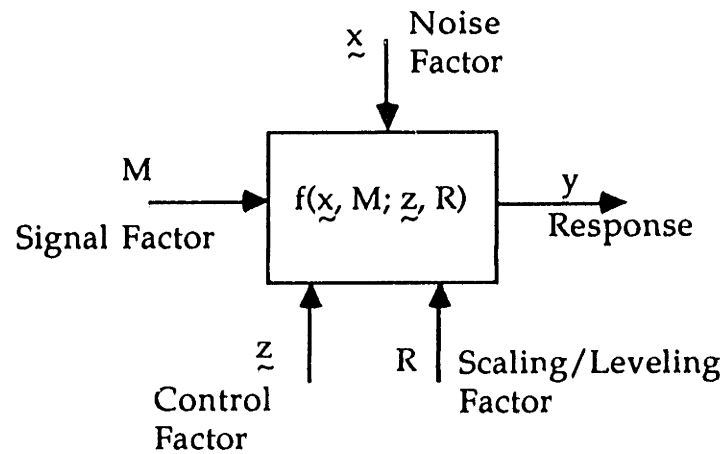 x̰ Noise
Factor
M
Signal Factor
f(x̰, M; z̰, R)
y
Response
z̰
Control
Factor
R Scaling/Leveling
Factor